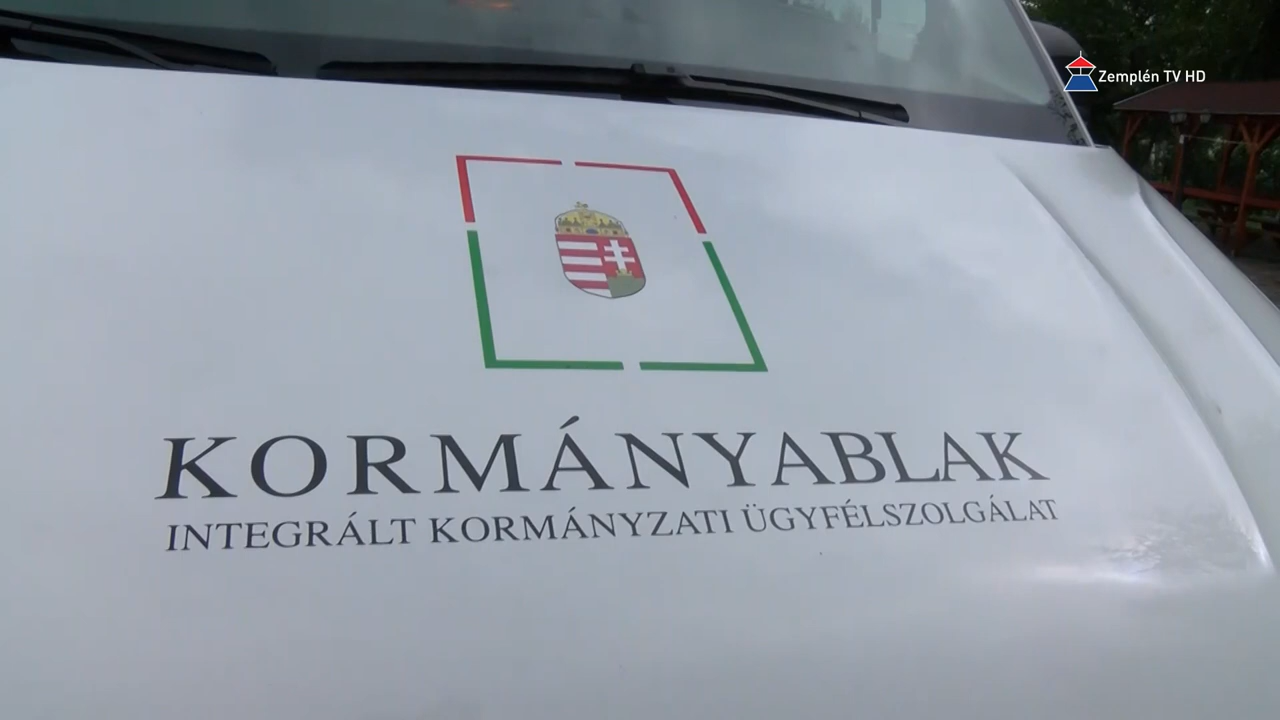 Zemplén TV HD
KORMÁNYABLAK
INTEGRÁLT KORMÁNYZATI ÜGYFÉLSZOLGÁLAT